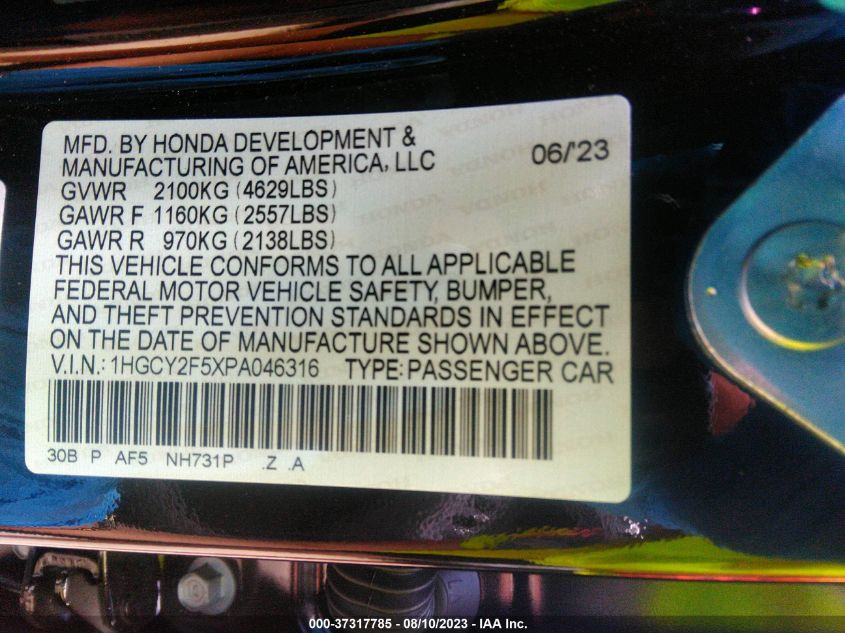 MFD. BY HONDA DEVELOPMENT &
MANUFACTURING OF AMERICA, LLC 06/'23
GVWR 2100KG (4629LBS)
GAWR F 1160KG (2557LBS)
GAWR R 970KG (2138LBS)
THIS VEHICLE CONFORMS TO ALL APPLICABLE
FEDERAL MOTOR VEHICLE SAFETY, BUMPER,
AND THEFT PREVENTION STANDARDS IN EFFECT
ON THE DATE OF MANUFACTURE SHOWN ABOVE.
V.I.N.: 1HGCY2F5XPA046316 TYPE: PASSENGER CAR
30B P AF5 NH731P .Z .A
000-37317785 - 08/10/2023 - IAA Inc.